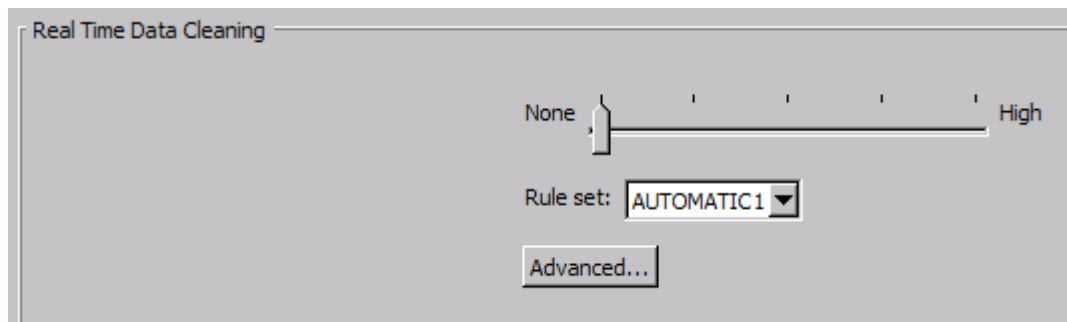 Real Time Data Cleaning
None High
Rule set: AUTOMATIC1
Advanced...